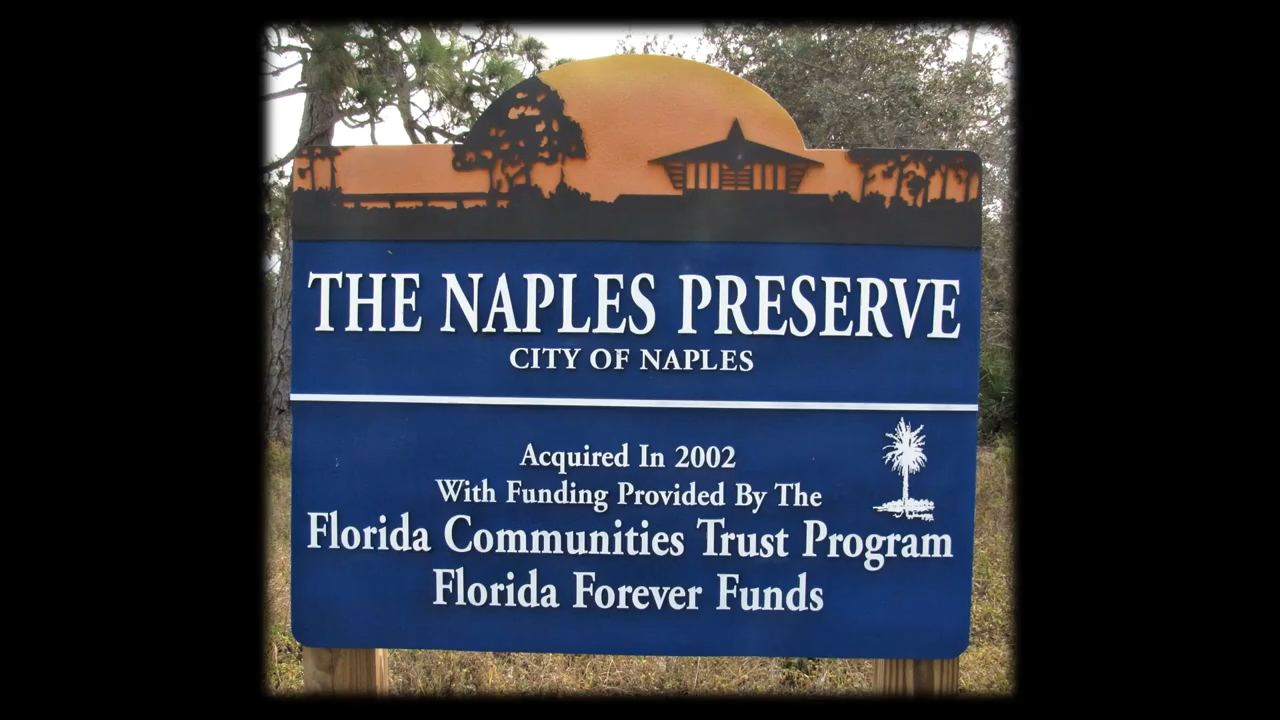 THE NAPLES PRESERVE
CITY OF NAPLES
Acquired In 2002
With Funding Provided By The
Florida Communities Trust Program
Florida Forever Funds